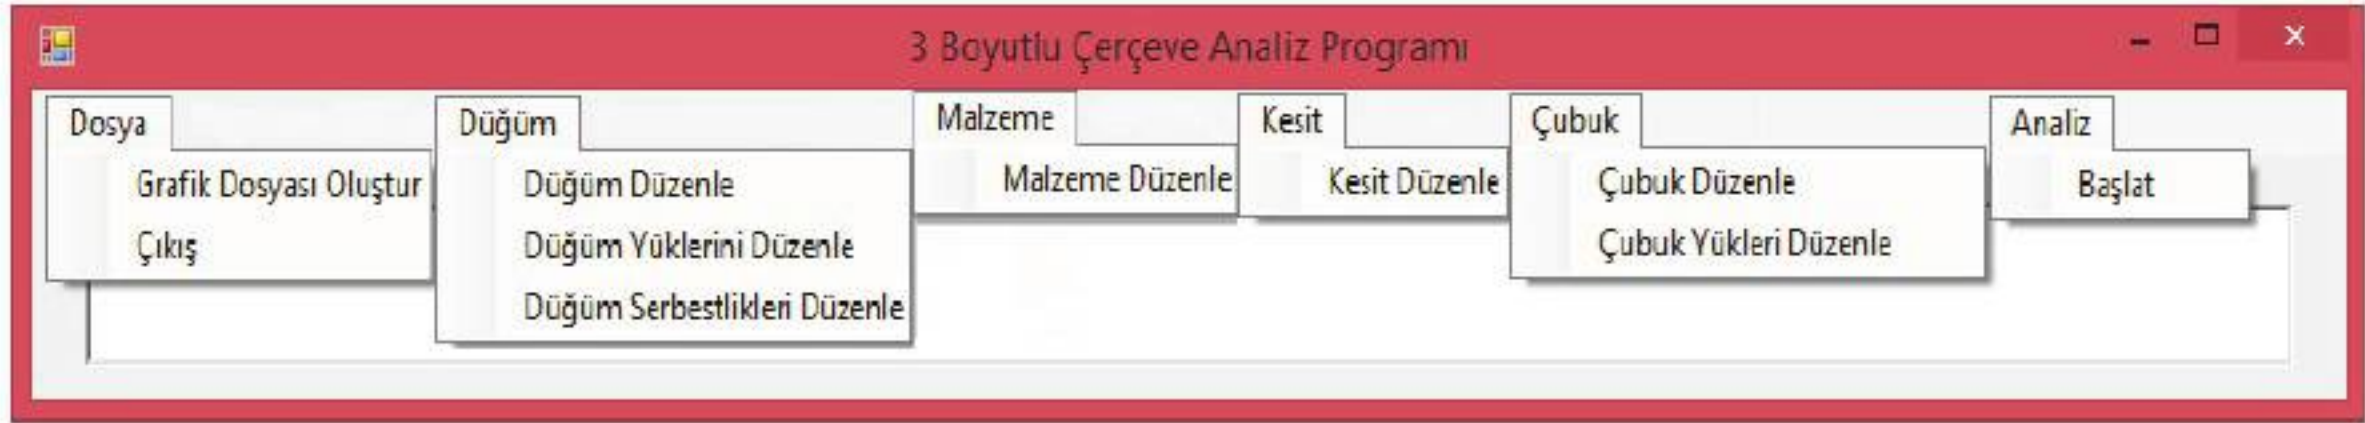 3 Boyutlu Çerçeve Analiz Programı
Dosya
Grafik Dosyası Oluştur
Çıkış
Düğüm
Düğüm Düzenle
Düğüm Yüklerini Düzenle
Düğüm Serbestlikleri Düzenle
Malzeme
Malzeme Düzenle
Kesit
Kesit Düzenle
Çubuk
Çubuk Düzenle
Çubuk Yükleri Düzenle
Analiz
Başlat